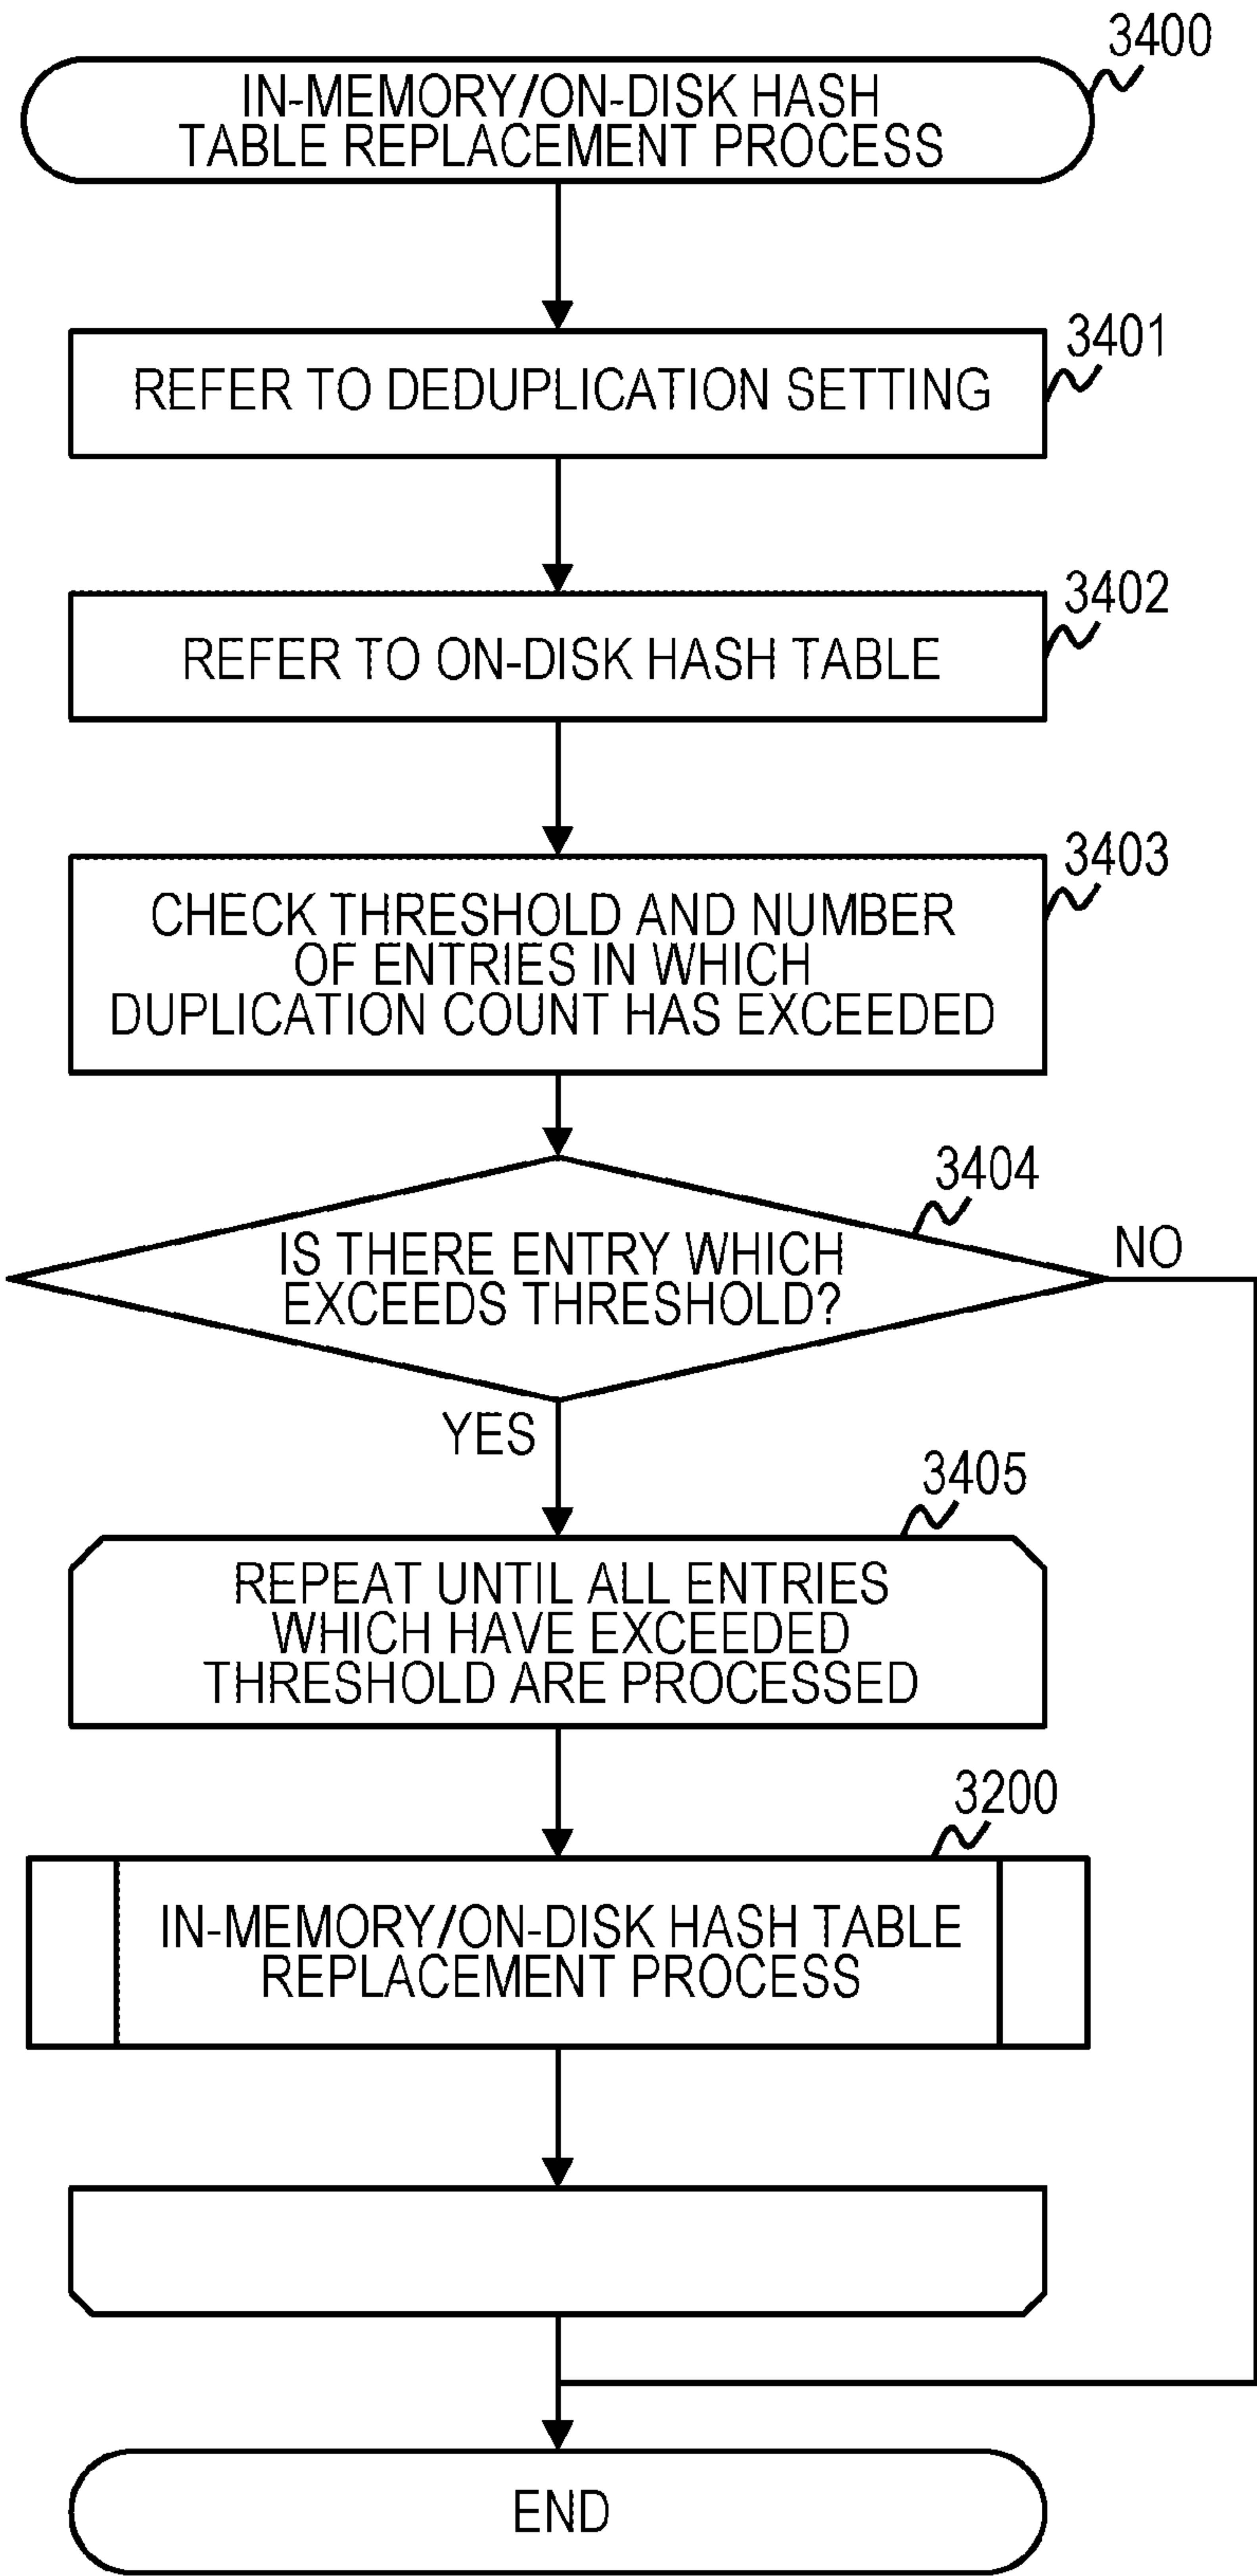 3400
IN-MEMORY/ON-DISK HASH
TABLE REPLACEMENT PROCESS
3401
REFER TO DEDUPLICATION SETTING
3402
REFER TO ON-DISK HASH TABLE
3403
CHECK THRESHOLD AND NUMBER
OF ENTRIES IN WHICH
DUPLICATION COUNT HAS EXCEEDED
3404
IS THERE ENTRY WHICH
EXCEEDS THRESHOLD?
NO
YES
3405
REPEAT UNTIL ALL ENTRIES
WHICH HAVE EXCEEDED
THRESHOLD ARE PROCESSED
3200
IN-MEMORY/ON-DISK HASH TABLE
REPLACEMENT PROCESS
END